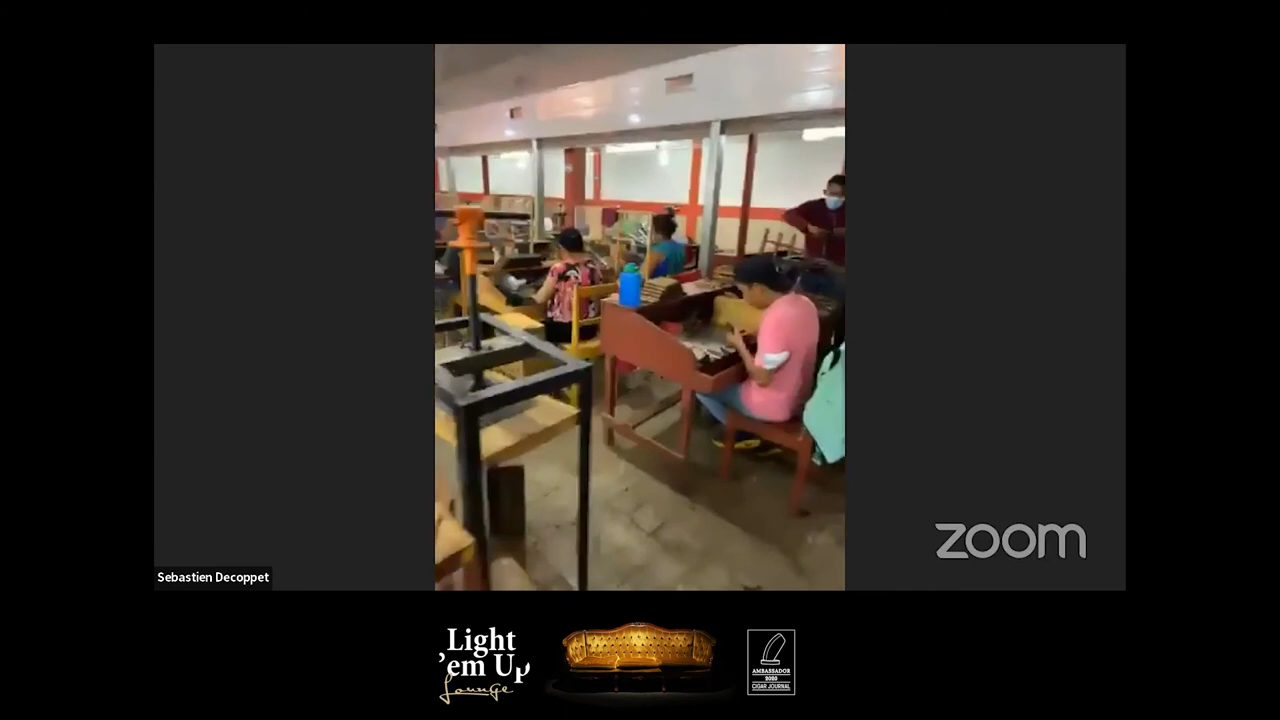 Sebastien Decoppet
zoom
Light
'em Up
Lounge
AMBASSADOR
2020
CIGAR JOURNAL